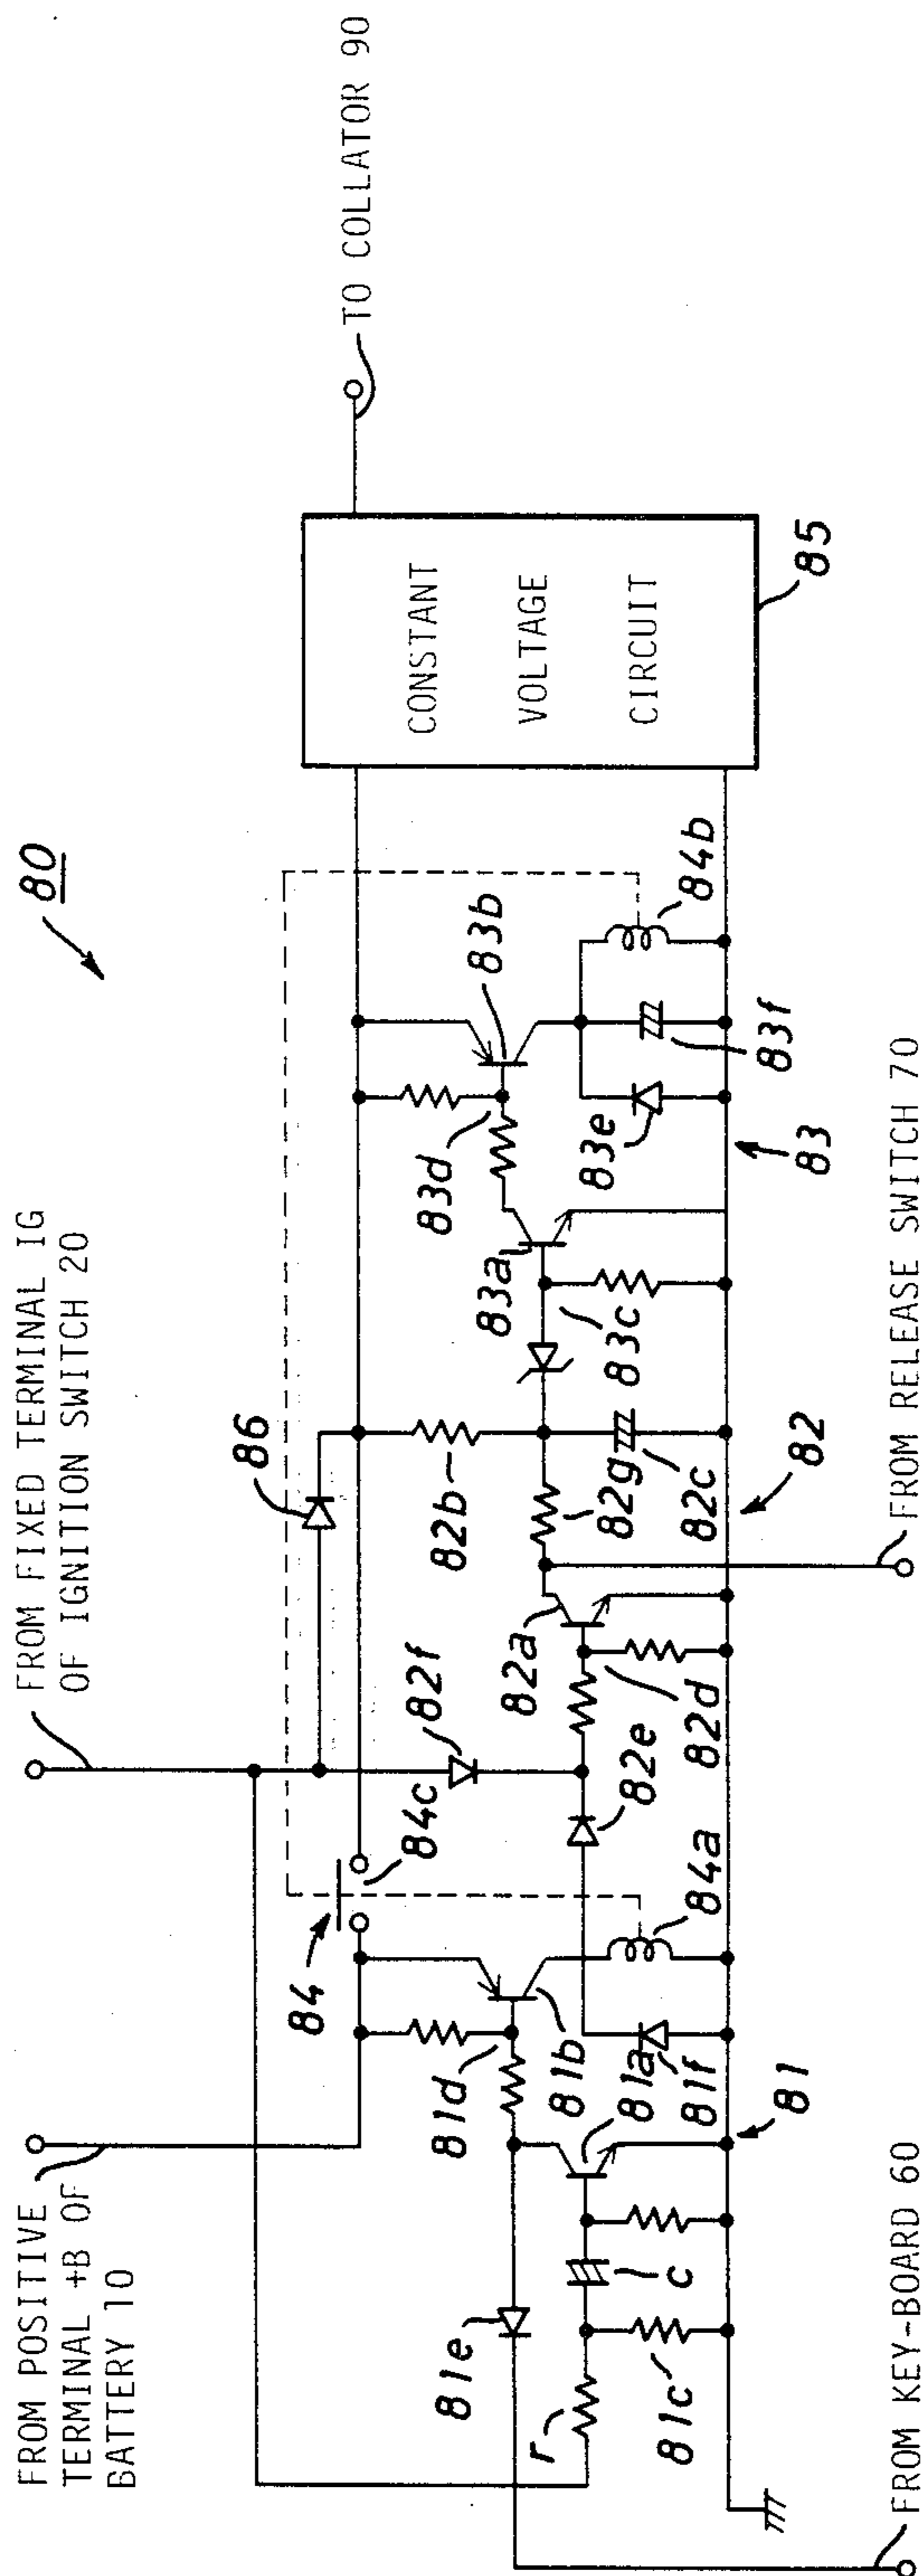 80
FROM POSITIVE
TERMINAL +B OF
BATTERY 10
FROM FIXED TERMINAL IG
OF IGNITION SWITCH 20
TO COLLATOR 90
86
84
84c
82f
81d
81b
81e
81a
81f
r
c
81c
81
84a
82e
82a
82d
82b
82g
82c
82
83a
83c
83d
83b
83e
83f
84b
83
CONSTANT
VOLTAGE
CIRCUIT
85
FROM KEY-BOARD 60
FROM RELEASE SWITCH 70